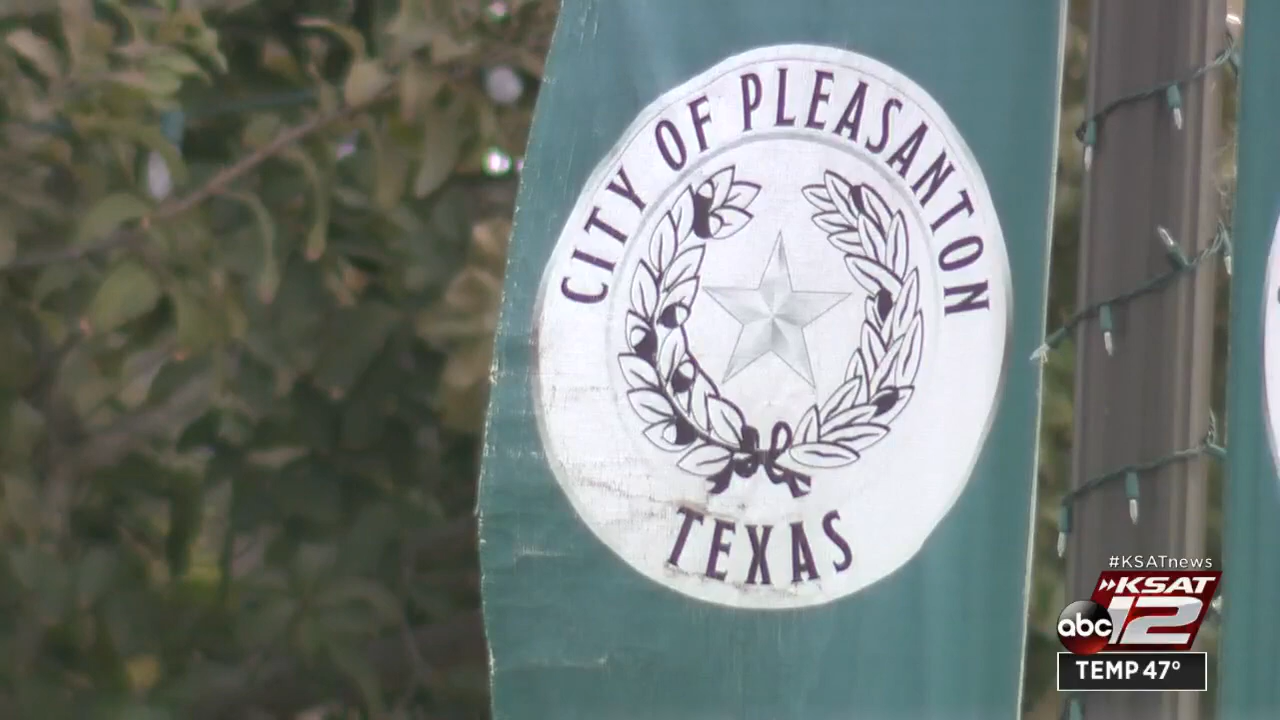 CITY OF PLEASANTON
TEXAS
#KSATnews
KSAT
abc 12
TEMP 47°